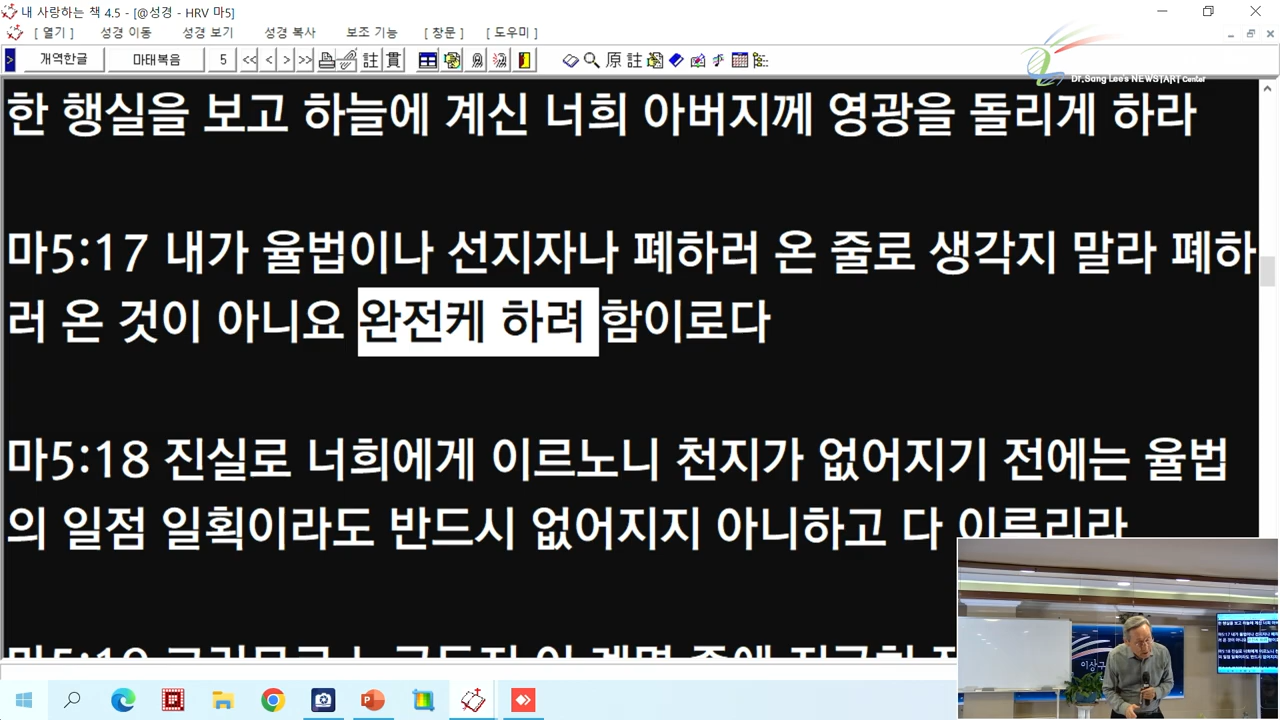 내 사랑하는 책 4.5 - [@성경 - HRV 마5]
[ 열기 ] 성경 이동 성경 보기 성경 복사 보조 기능 [ 창문 ] [ 도우미 ]
개역한글 마태복음 5 << < > >> 註 貫 原 註
Dr.Sang Lee's NEWSTART Center
한 행실을 보고 하늘에 계신 너희 아버지께 영광을 돌리게 하라
마5:17 내가 율법이나 선지자나 폐하러 온 줄로 생각지 말라 폐하
러 온 것이 아니요 완전케 하려 함이로다
마5:18 진실로 너희에게 이르노니 천지가 없어지기 전에는 율법
의 일점 일획이라도 반드시 없어지지 아니하고 다 이루리라
이상구